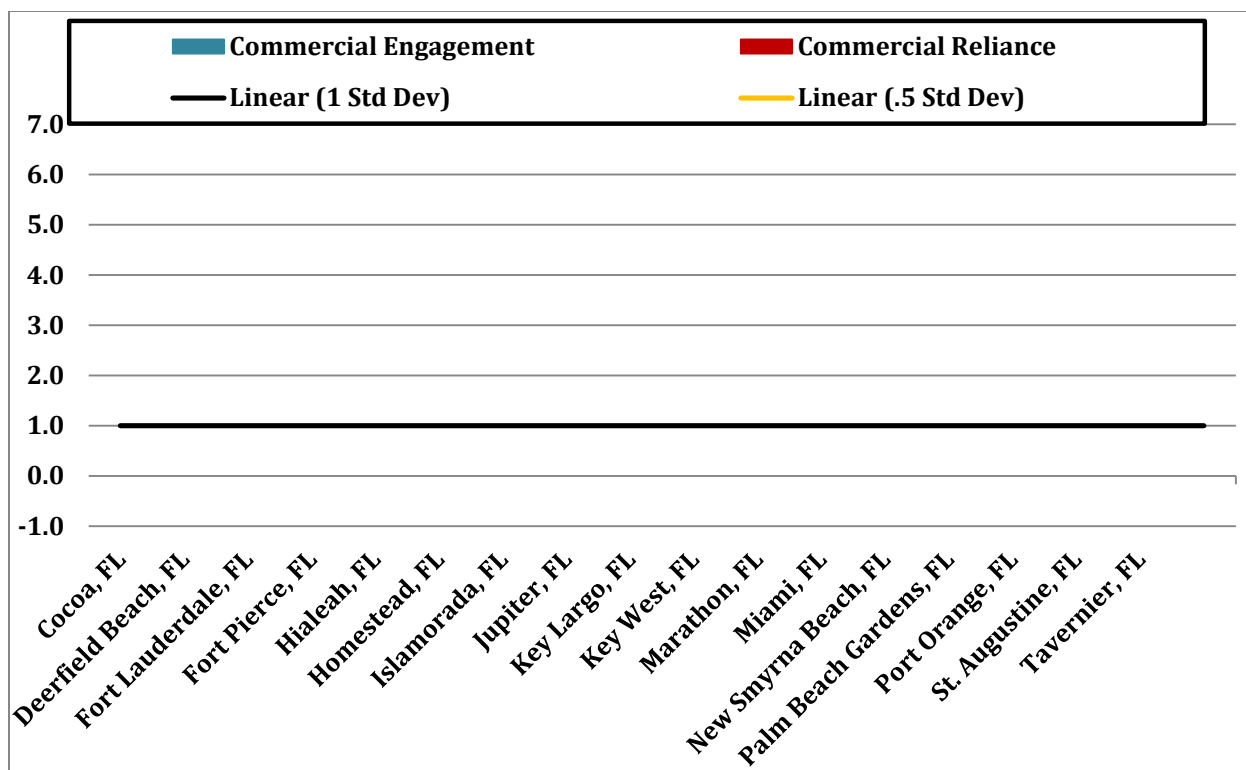 Commercial Engagement
Commercial Reliance
Linear (1 Std Dev)
Linear (.5 Std Dev)
7.0
6.0
5.0
4.0
3.0
2.0
1.0
0.0
-1.0
Cocoa, FL
Deerfield Beach, FL
Fort Lauderdale, FL
Fort Pierce, FL
Hialeah, FL
Homestead, FL
Islamorada, FL
Jupiter, FL
Key Largo, FL
Key West, FL
Marathon, FL
Miami, FL
New Smyrna Beach, FL
Palm Beach Gardens, FL
Port Orange, FL
St. Augustine, FL
Tavernier, FL